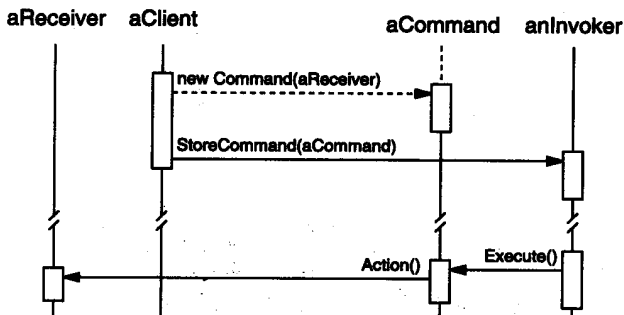 aReceiver aClient aCommand anInvoker
new Command(aReceiver)
StoreCommand(aCommand)
Action() Execute()